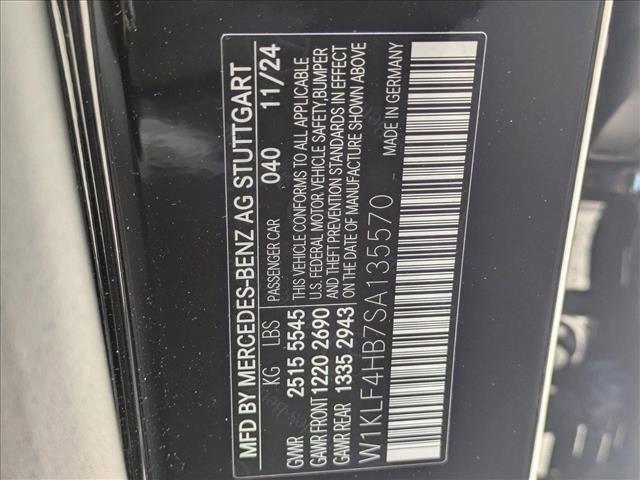 MFD BY MERCEDES-BENZ AG STUTTGART
KG LBS PASSENGER CAR 040 11/24
GVWR 2515 5545 THIS VEHICLE CONFORMS TO ALL APPLICABLE
GAWR FRONT 1220 2690 U.S. FEDERAL MOTOR VEHICLE SAFETY,BUMPER
AND THEFT PREVENTION STANDARDS IN EFFECT
GAWR REAR 1335 2943 ON THE DATE OF MANUFACTURE SHOWN ABOVE
W1KLF4HB7SA135570 MADE IN GERMANY